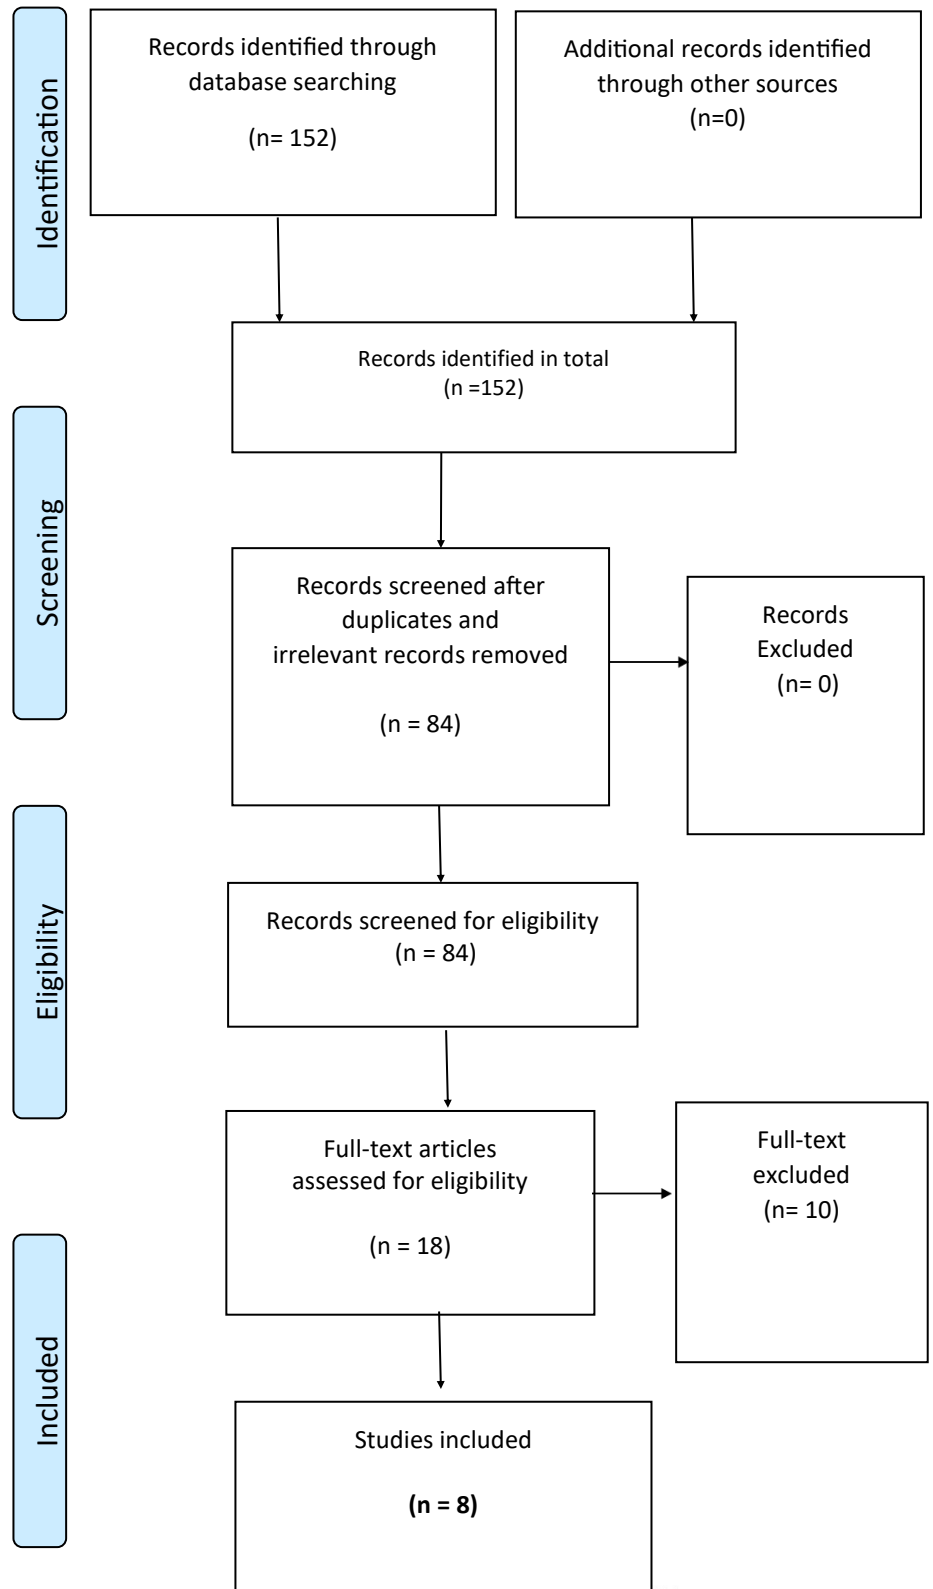 Identification
Records identified through
database searching
(n= 152)
Additional records identified
through other sources
(n=0)
Records identified in total
(n =152)
Screening
Records screened after
duplicates and
irrelevant records removed
(n = 84)
Records
Excluded
(n= 0)
Eligibility
Records screened for eligibility
(n = 84)
Full-text articles
assessed for eligibility
(n = 18)
Full-text
excluded
(n= 10)
Included
Studies included
(n = 8)